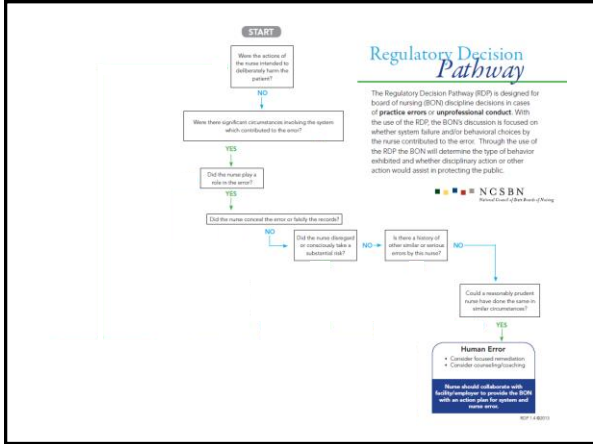 START
Were the actions of
the nurse intended to
deliberately harm the
patient?
NO
Were there significant circumstances involving the system
which contributed to the error?
YES
Did the nurse play a
role in the error?
YES
Did the nurse conceal the error or falsify the records?
NO
Did the nurse disregard
or consciously take a
substantial risk?
NO
Is there a history of
other similar or serious
errors by this nurse?
NO
Could a reasonably prudent
nurse have done the same in
similar circumstances?
YES
Human Error
• Consider focused remediation
• Consider counseling/coaching
Nurse should collaborate with
facility/employer to provide the BON
with an action plan for system and
nurse error.
Regulatory Decision
Pathway
The Regulatory Decision Pathway (RDP) is designed for
board of nursing (BON) discipline decisions in cases
of practice errors or unprofessional conduct. With
the use of the RDP, the BON's discussion is focused on
whether system failure and/or behavioral choices by
the nurse contributed to the error. Through the use of
the RDP the BON will determine the type of behavior
exhibited and whether disciplinary action or other
action would assist in protecting the public.
NCSBN
National Council of State Boards of Nursing